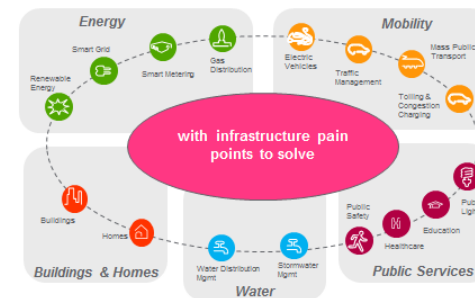 Energy
Mobility
Smart Grid
Smart Metering
Gas
Distribution
Renewable
Energy
Electric
Vehicles
Traffic
Management
Mass Public
Transport
Tolling &
Congestion
Charging
with infrastructure pain
points to solve
Buildings
Homes
Buildings & Homes
Water Distribution
Mgmt
Stormwater
Mgmt
Water
Public
Safety
Healthcare
Education
Public Services